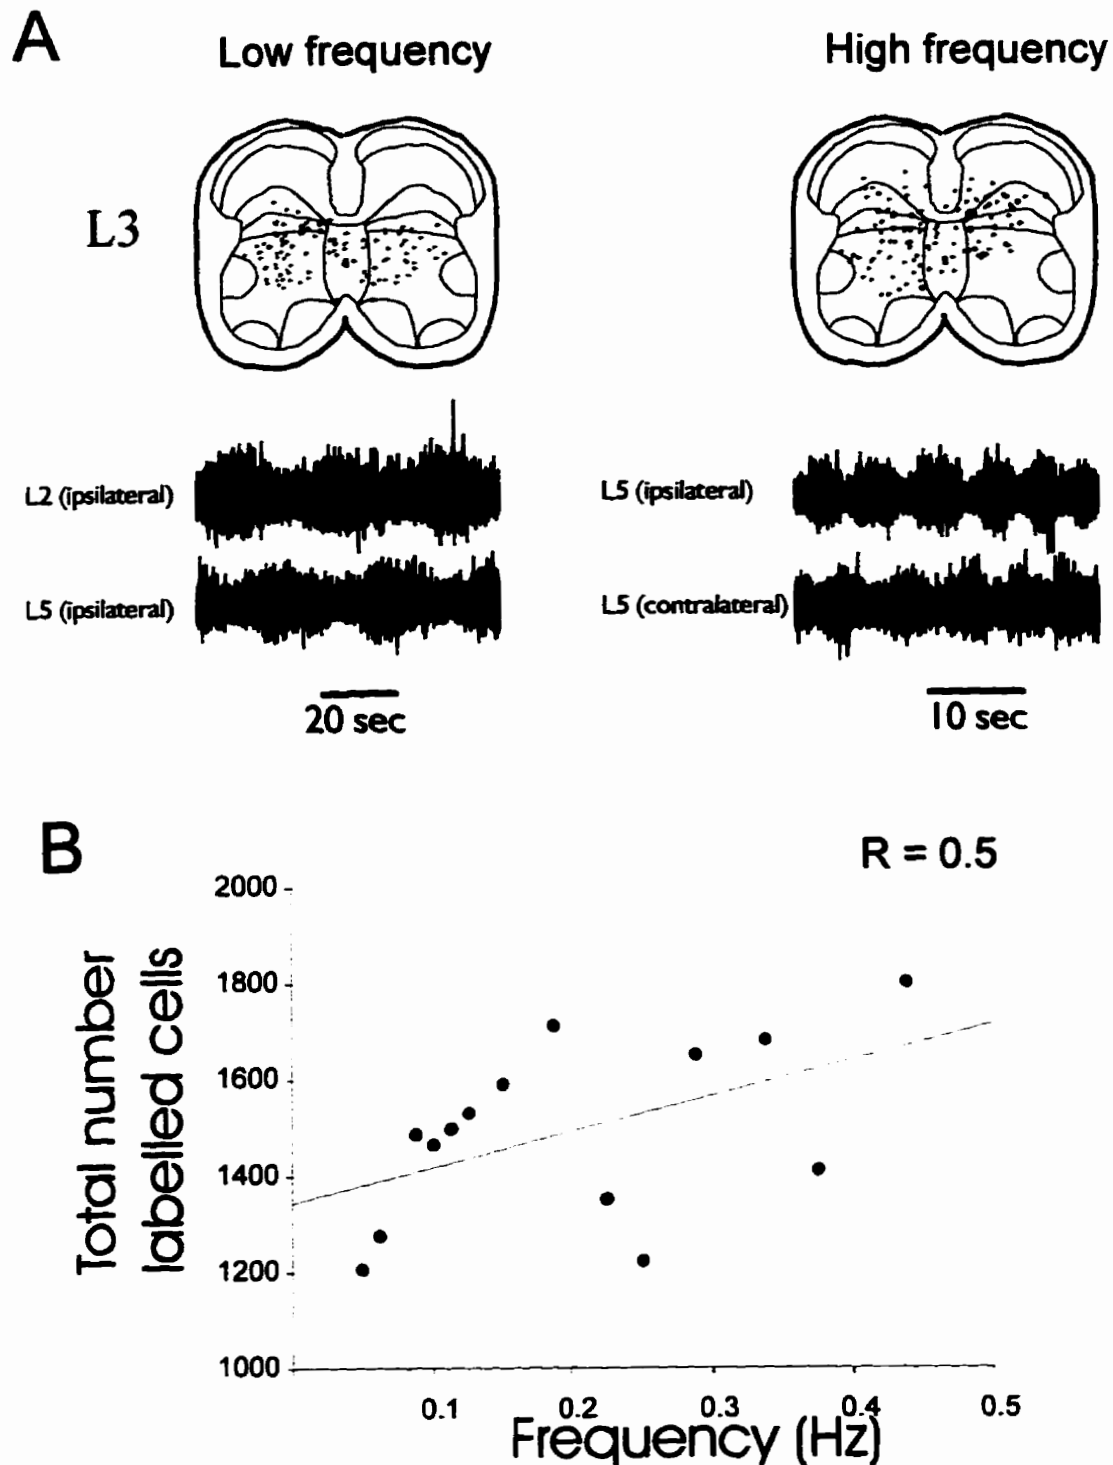 A
Low frequency
High frequency
L3
L2 (ipsilateral)
L5 (ipsilateral)
L5 (ipsilateral)
L5 (contralateral)
20 sec
10 sec
B
R = 0.5
Total number
labelled cells
2000
1800
1600
1400
1200
1000
0.1
0.2
0.3
0.4
0.5
Frequency (Hz)